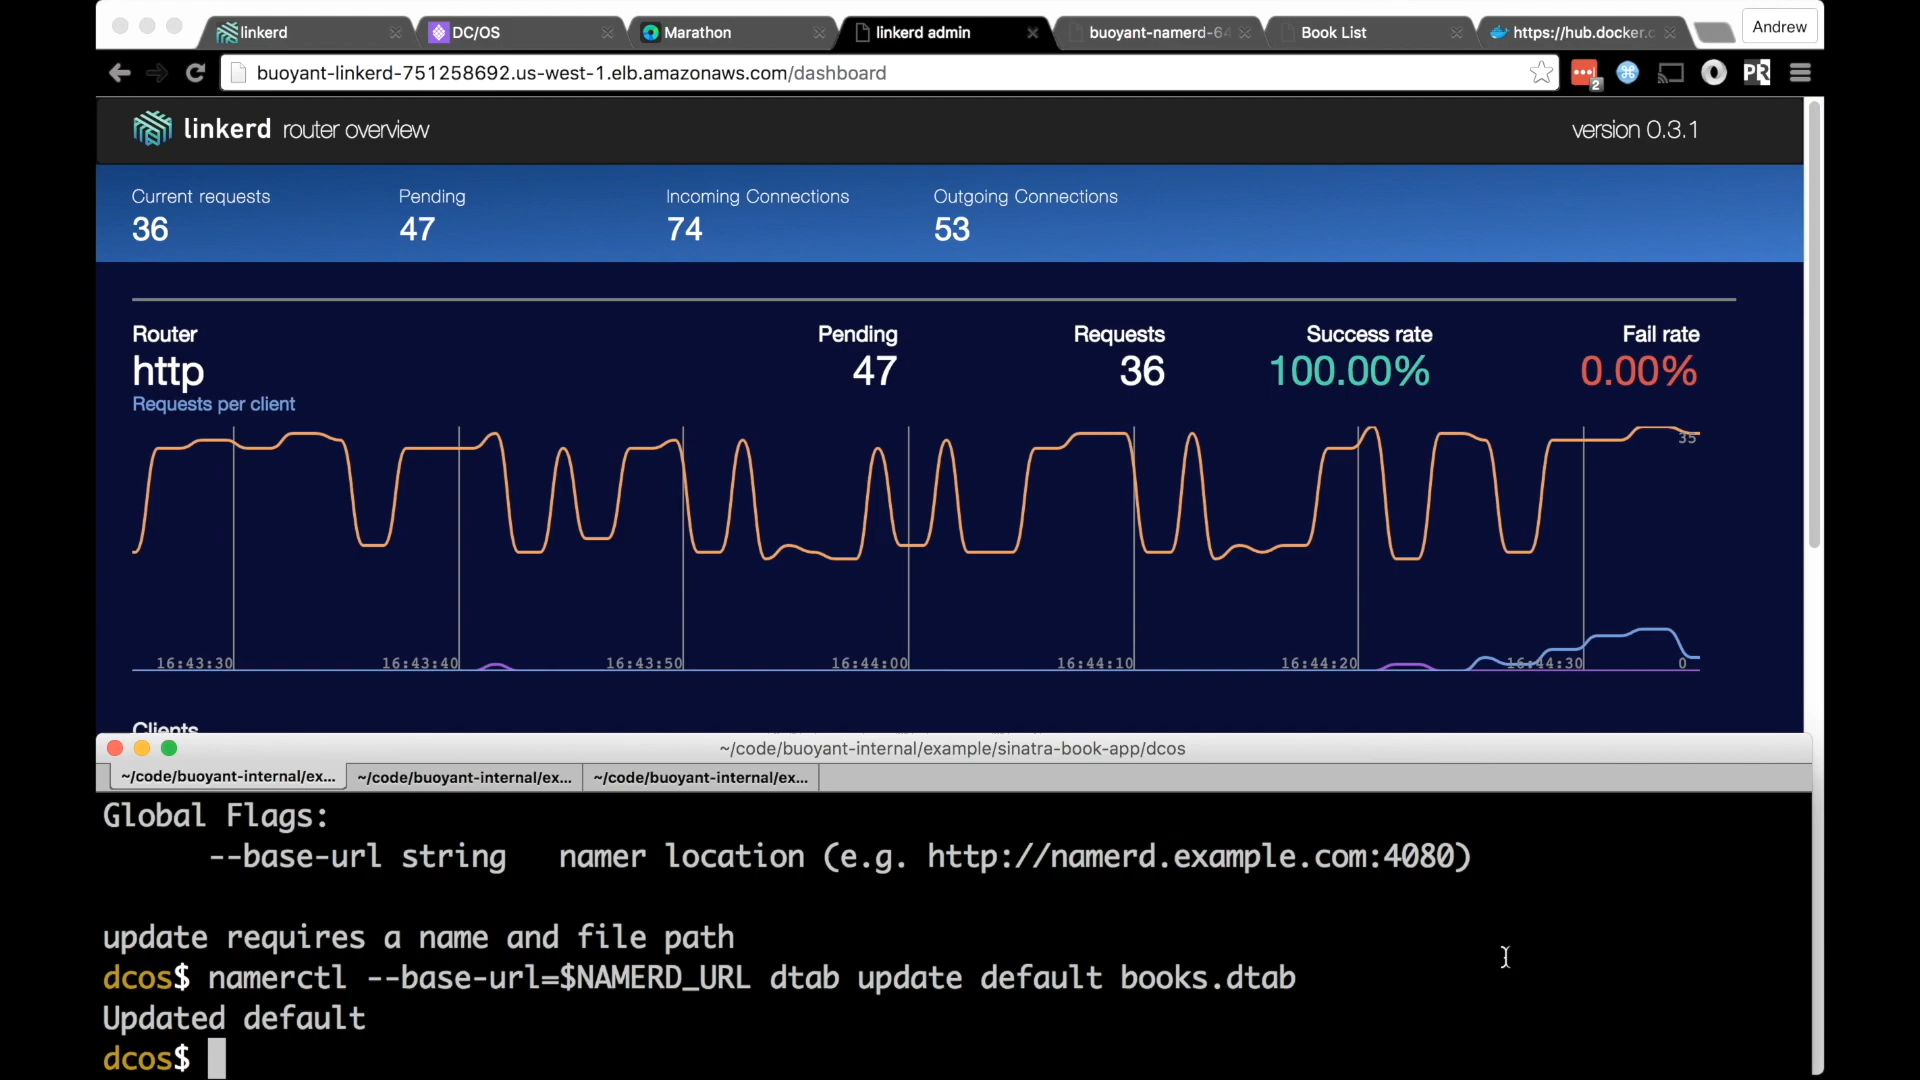 linkerd
DC/OS
Marathon
linkerd admin
buoyant-namerd-64
Book List
https://hub.docker.c
Andrew
buoyant-linkerd-751258692.us-west-1.elb.amazonaws.com/dashboard
2
PR
linkerd router overview
version 0.3.1
Current requests
Pending
Incoming Connections
Outgoing Connections
36
47
74
53
Router
Pending
Requests
Success rate
Fail rate
http
47
36
100.00%
0.00%
Requests per client
35
16:43:30
16:43:40
16:43:50
16:44:00
16:44:10
16:44:20
16:44:30
0
Clients
~/code/buoyant-internal/example/sinatra-book-app/dcos
~/code/buoyant-internal/ex...
~/code/buoyant-internal/ex...
~/code/buoyant-internal/ex...
Global Flags:
--base-url string   namer location (e.g. http://namerd.example.com:4080)
update requires a name and file path
dcos$ namerctl --base-url=$NAMERD_URL dtab update default books.dtab
Updated default
dcos$